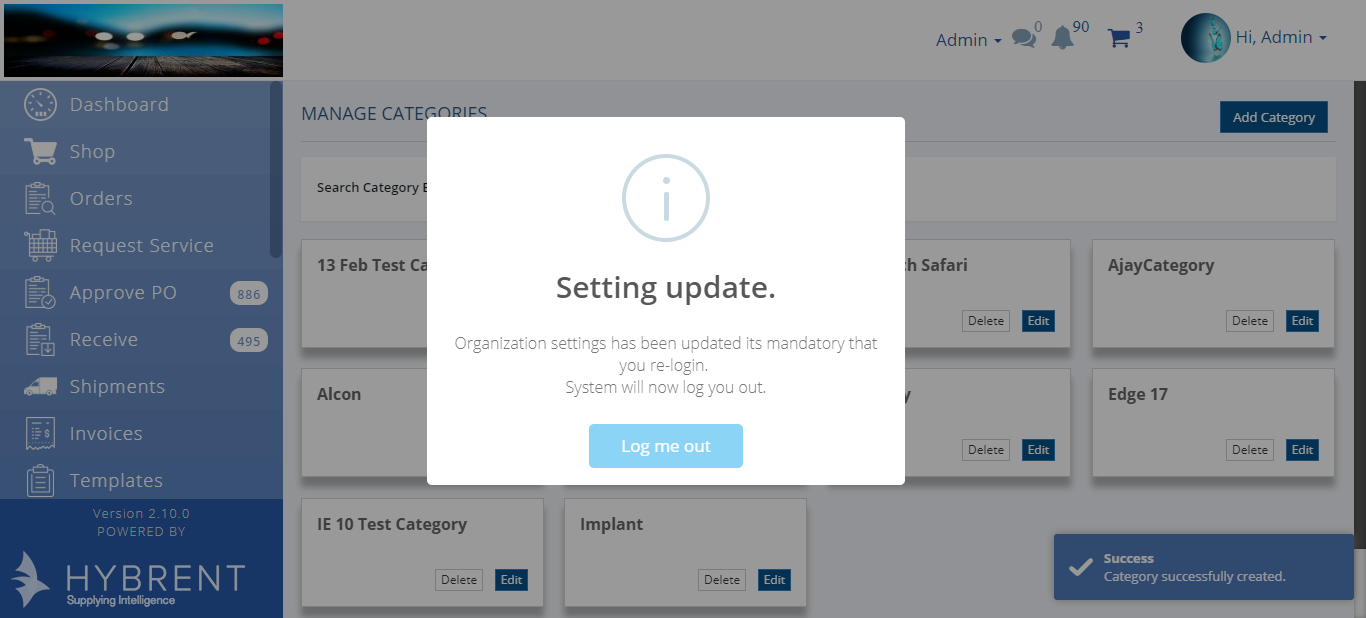 Admin
0
90
3
Hi, Admin
Dashboard
Shop
Orders
Request Service
Approve PO
886
Receive
495
Shipments
Invoices
Templates
Version 2.10.0
POWERED BY
HYBRENT
Supplying Intelligence
MANAGE CATEGORIES
Add Category
Search Category
13 Feb Test
Safari
Delete
Edit
AjayCategory
Delete
Edit
Alcon
Delete
Edit
Edge 17
Delete
Edit
IE 10 Test Category
Delete
Edit
Implant
Delete
Edit
Setting update.
Organization settings has been updated its mandatory that
you re-login.
System will now log you out.
Log me out
Success
Category successfully created.